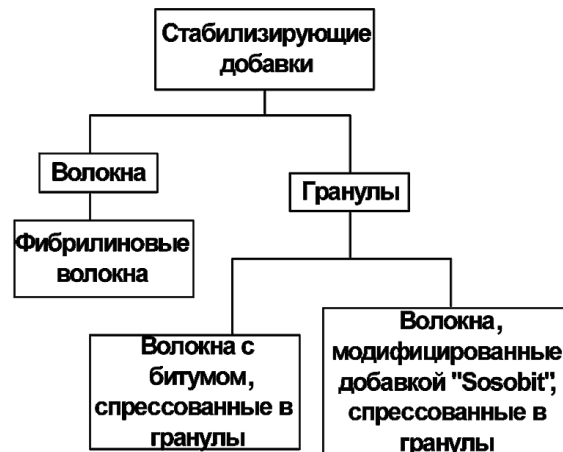 Стабилизирующие
добавки
Волокна
Гранулы
Фибрилиновые
волокна
Волокна с
битумом,
спрессованные в
гранулы
Волокна,
модифицированные
добавкой "Sosobit",
спрессованные в
гранулы